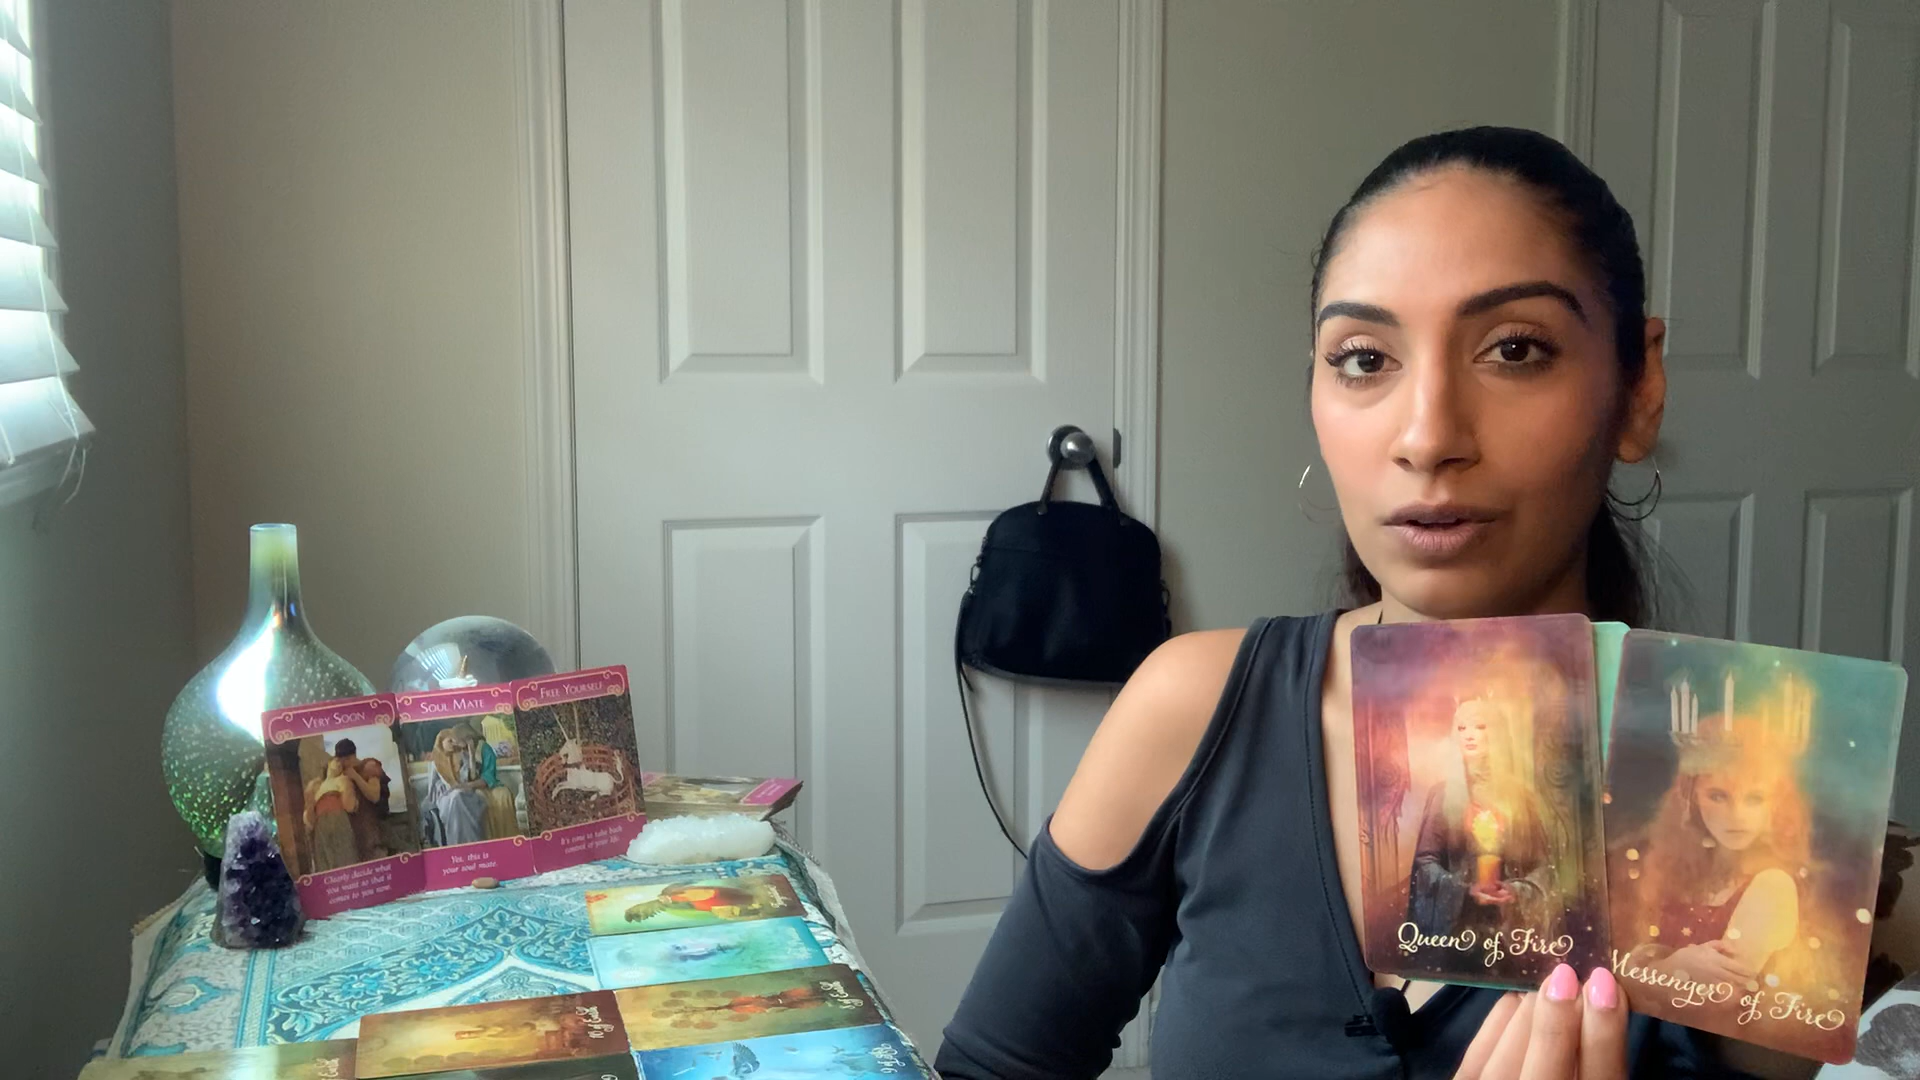 VERY SOON
Clearly decide what
you want so that it
comes to you now.
SOUL MATE
Yes, this is
your soul mate.
FREE YOURSELF
It's time to take back
control of your life.
Queen of Fire
Messenger of Fire